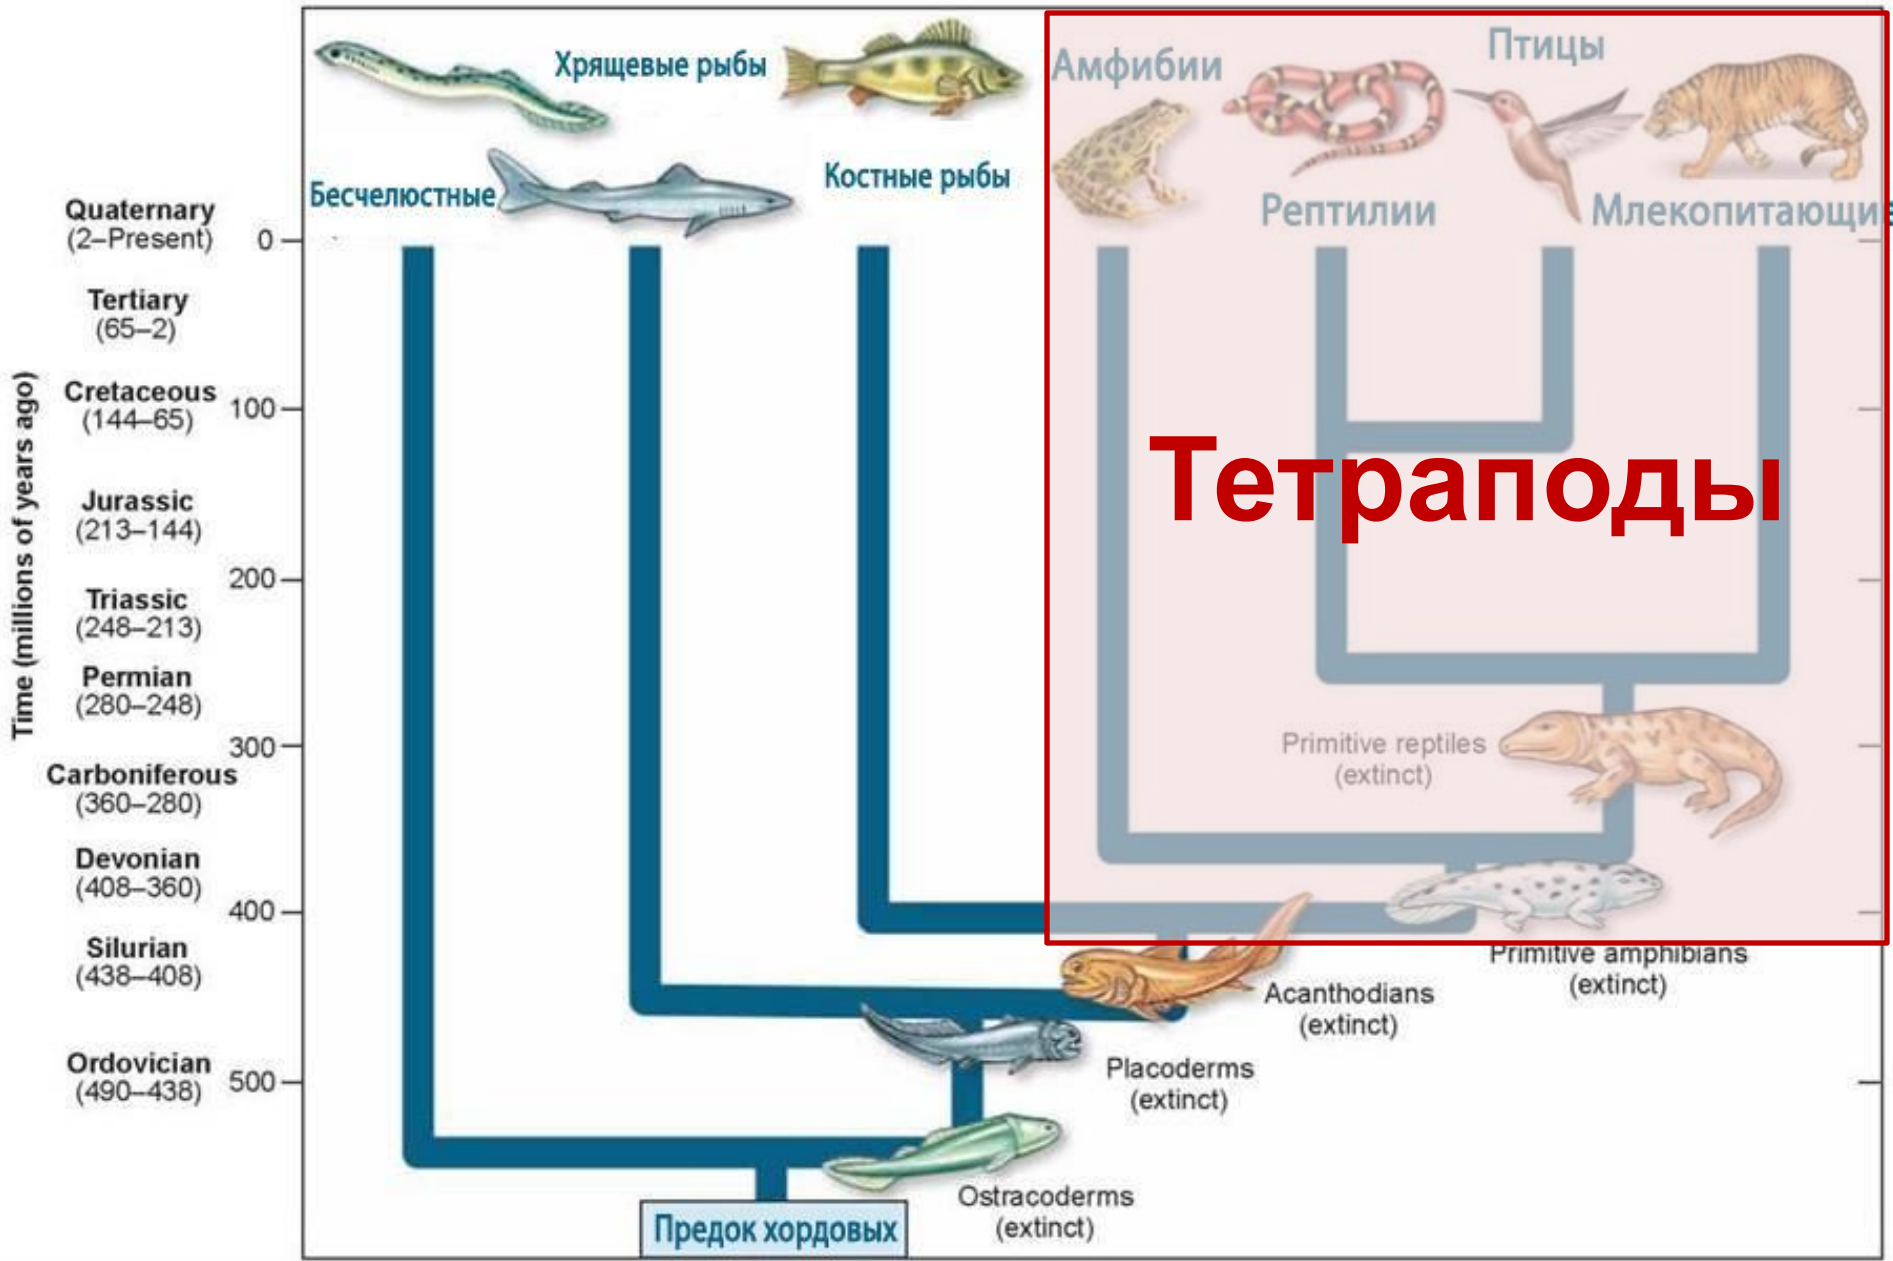 Хрящевые рыбы
Бесчелюстные
Костные рыбы
Амфибии
Рептилии
Птицы
Млекопитающие
Тетраподы
Time (millions of years ago)
Quaternary
(2–Present)
Tertiary
(65–2)
Cretaceous
(144–65)
Jurassic
(213–144)
Triassic
(248–213)
Permian
(280–248)
Carboniferous
(360–280)
Devonian
(408–360)
Silurian
(438–408)
Ordovician
(490–438)
0
100
200
300
400
500
Primitive reptiles
(extinct)
Primitive amphibians
(extinct)
Acanthodians
(extinct)
Placoderms
(extinct)
Ostracoderms
(extinct)
Предок хордовых